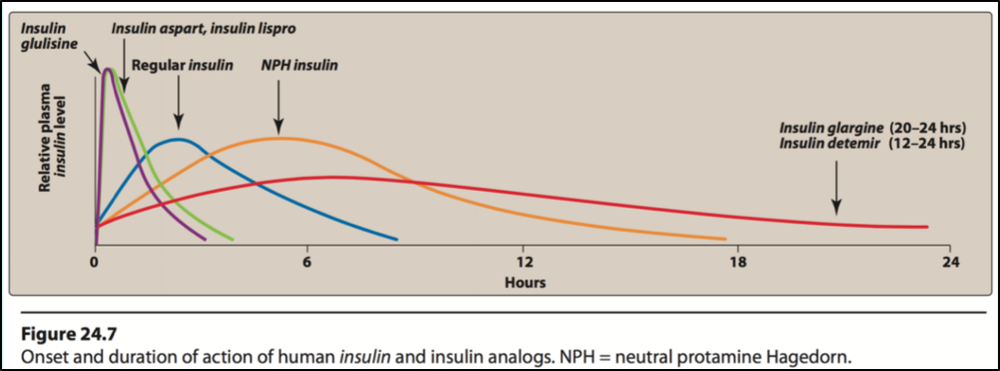 Insulin
glulisine
Insulin aspart, insulin lispro
Regular insulin
NPH insulin
Insulin glargine (20–24 hrs)
Insulin detemir (12–24 hrs)
Relative plasma
insulin level
0
6
12
18
24
Hours
Figure 24.7
Onset and duration of action of human insulin and insulin analogs. NPH = neutral protamine Hagedorn.